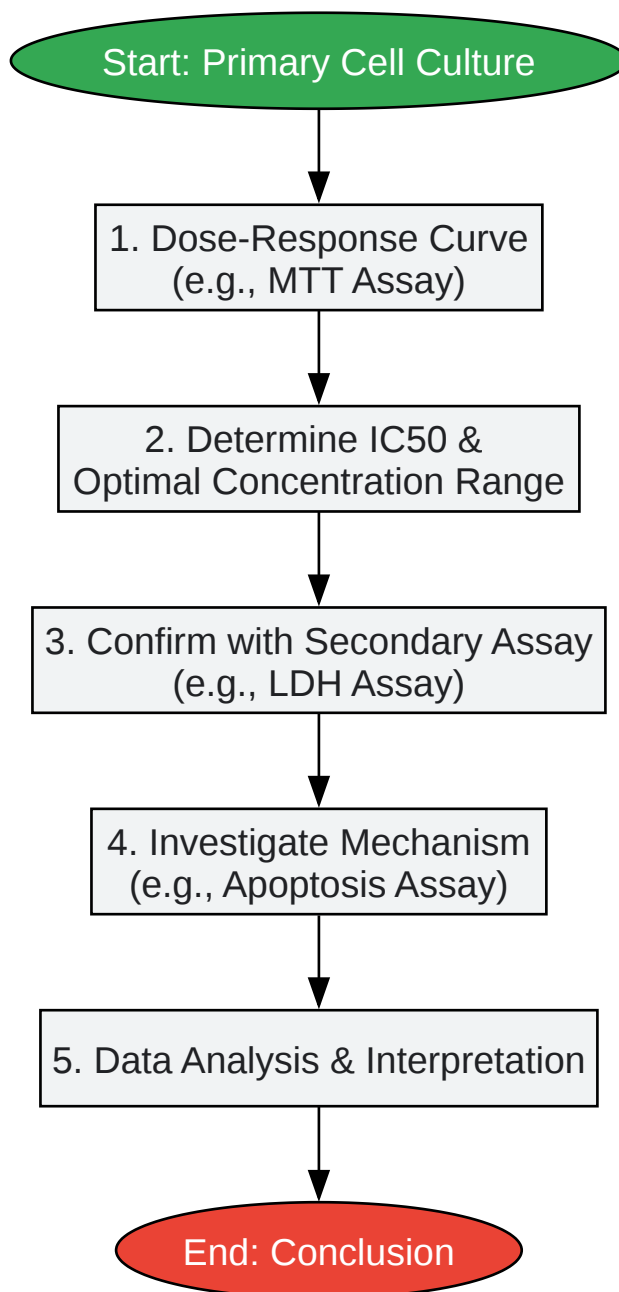 Start: Primary Cell Culture
1. Dose-Response Curve
(e.g., MTT Assay)
2. Determine IC50 &
Optimal Concentration Range
3. Confirm with Secondary Assay
(e.g., LDH Assay)
4. Investigate Mechanism
(e.g., Apoptosis Assay)
5. Data Analysis & Interpretation
End: Conclusion